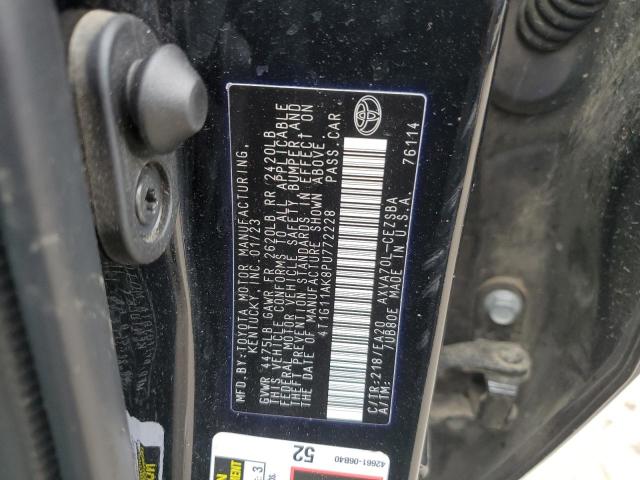 MFD.BY:TOYOTA MOTOR MANUFACTURING,
KENTUCKY, INC. 01/23
GVWR 4475LB GAWR FR 2920LB RR 2420LB
THIS VEHICLE CONFORMS TO ALL APPLICABLE
FEDERAL MOTOR VEHICLE SAFETY, BUMPER AND
THEFT PREVENTION STANDARDS IN EFFECT ON
THE DATE OF MANUFACTURE SHOWN ABOVE.
4T1G11AK8PU772228 PASS.CAR
C/TR:218/EA20 AXVA70L-CEZSBA
A/TM: /UB80E MADE IN U.S.A. 76114
52
42661-06B40